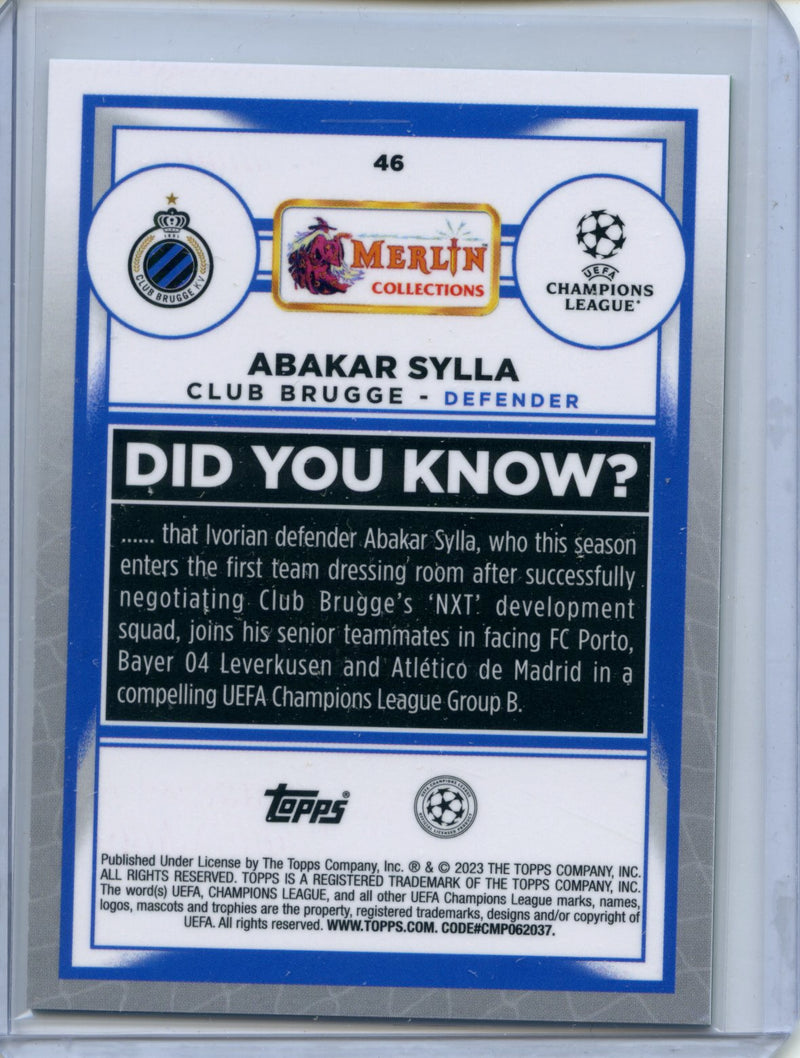 46
1891
CLUB BRUGGE K.V
MERLIN™
COLLECTIONS
UEFA
CHAMPIONS
LEAGUE®
ABAKAR SYLLA
CLUB BRUGGE - DEFENDER
DID YOU KNOW?
...... that Ivorian defender Abakar Sylla, who this season
enters the first team dressing room after successfully
negotiating Club Brugge's ‘NXT’ development
squad, joins his senior teammates in facing FC Porto,
Bayer 04 Leverkusen and Atlético de Madrid in a
compelling UEFA Champions League Group B.
topps®
Published Under License by The Topps Company, Inc. ® & © 2023 THE TOPPS COMPANY, INC.
ALL RIGHTS RESERVED. TOPPS IS A REGISTERED TRADEMARK OF THE TOPPS COMPANY, INC.
The word(s) UEFA, CHAMPIONS LEAGUE, and all other UEFA Champions League marks, names,
logos, mascots and trophies are the property, registered trademarks, designs and/or copyright of
UEFA. All rights reserved. WWW.TOPPS.COM. CODE#CMP062037.